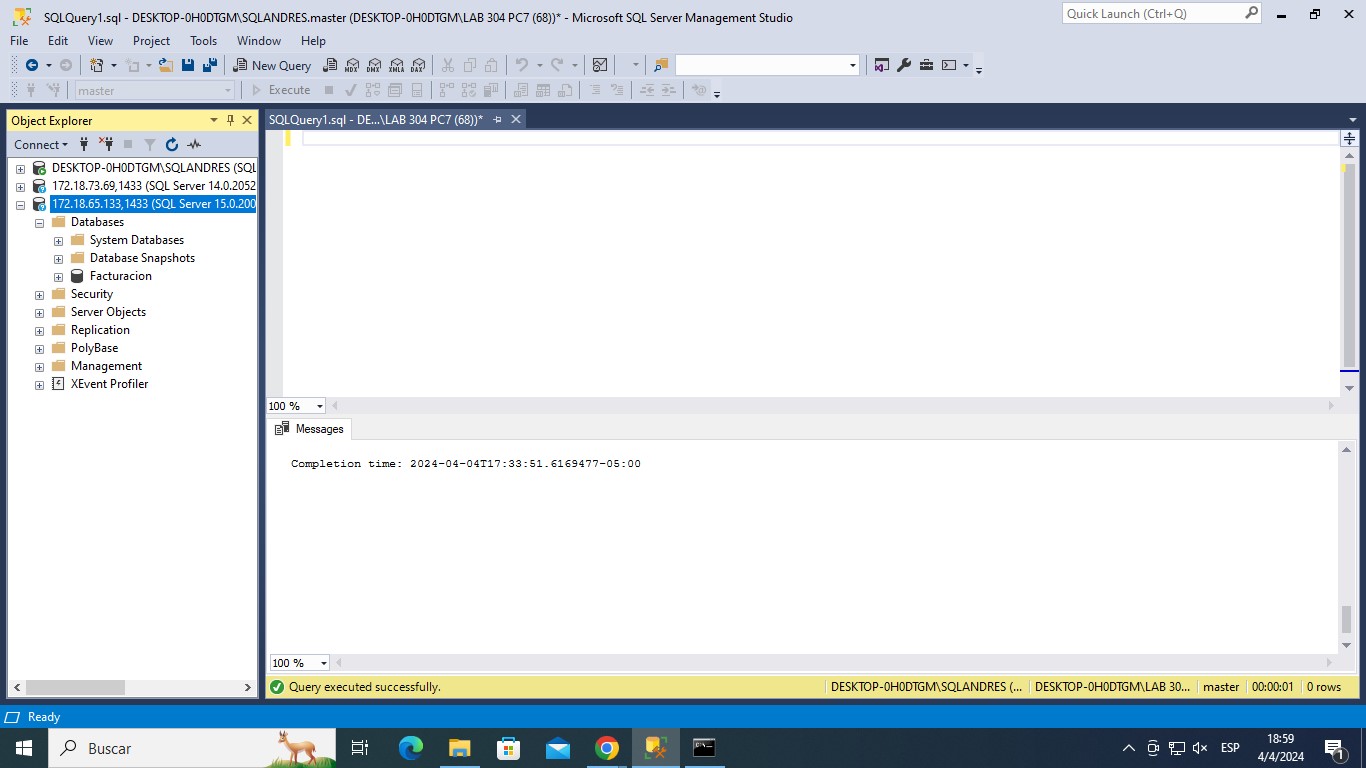 SQLQuery1.sql - DESKTOP-0H0DTGM\SQLANDRES.master (DESKTOP-0H0DTGM\LAB 304 PC7 (68))* - Microsoft SQL Server Management Studio
Quick Launch (Ctrl+Q)
File Edit View Project Tools Window Help
New Query MDX DMX XMLA DAX
master Execute
Object Explorer
SQLQuery1.sql - DE...\LAB 304 PC7 (68))*
Connect
DESKTOP-0H0DTGM\SQLANDRES (SQL
172.18.73.69,1433 (SQL Server 14.0.2052
172.18.65.133,1433 (SQL Server 15.0.200
Databases
System Databases
Database Snapshots
Facturacion
Security
Server Objects
Replication
PolyBase
Management
XEvent Profiler
100 %
Messages
Completion time: 2024-04-04T17:33:51.6169477-05:00
100 %
Query executed successfully. DESKTOP-0H0DTGM\SQLANDRES (... DESKTOP-0H0DTGM\LAB 30... master 00:00:01 0 rows
Ready
Buscar
ESP
18:59
4/4/2024
1